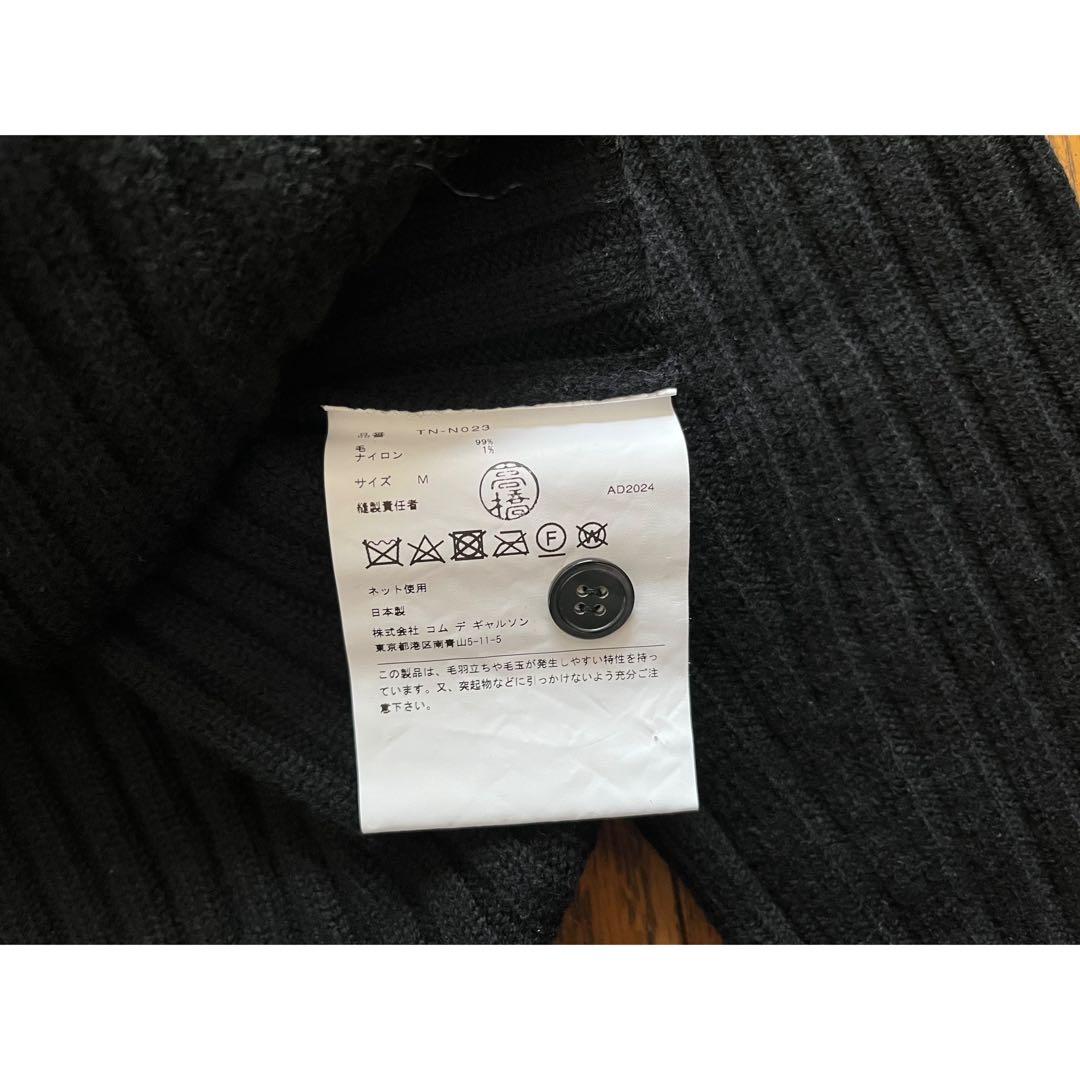 品番 TN-N023
毛 99%
ナイロン 1%
サイズ M
縫製責任者 高橋 AD2024
F W
ネット使用
日本製
株式会社 コム デ ギャルソン
東京都港区南青山5-11-5
この製品は、毛羽立ちや毛玉が発生しやすい特性を持っ
ています。又、突起物などに引っかけないよう充分ご注
意下さい。